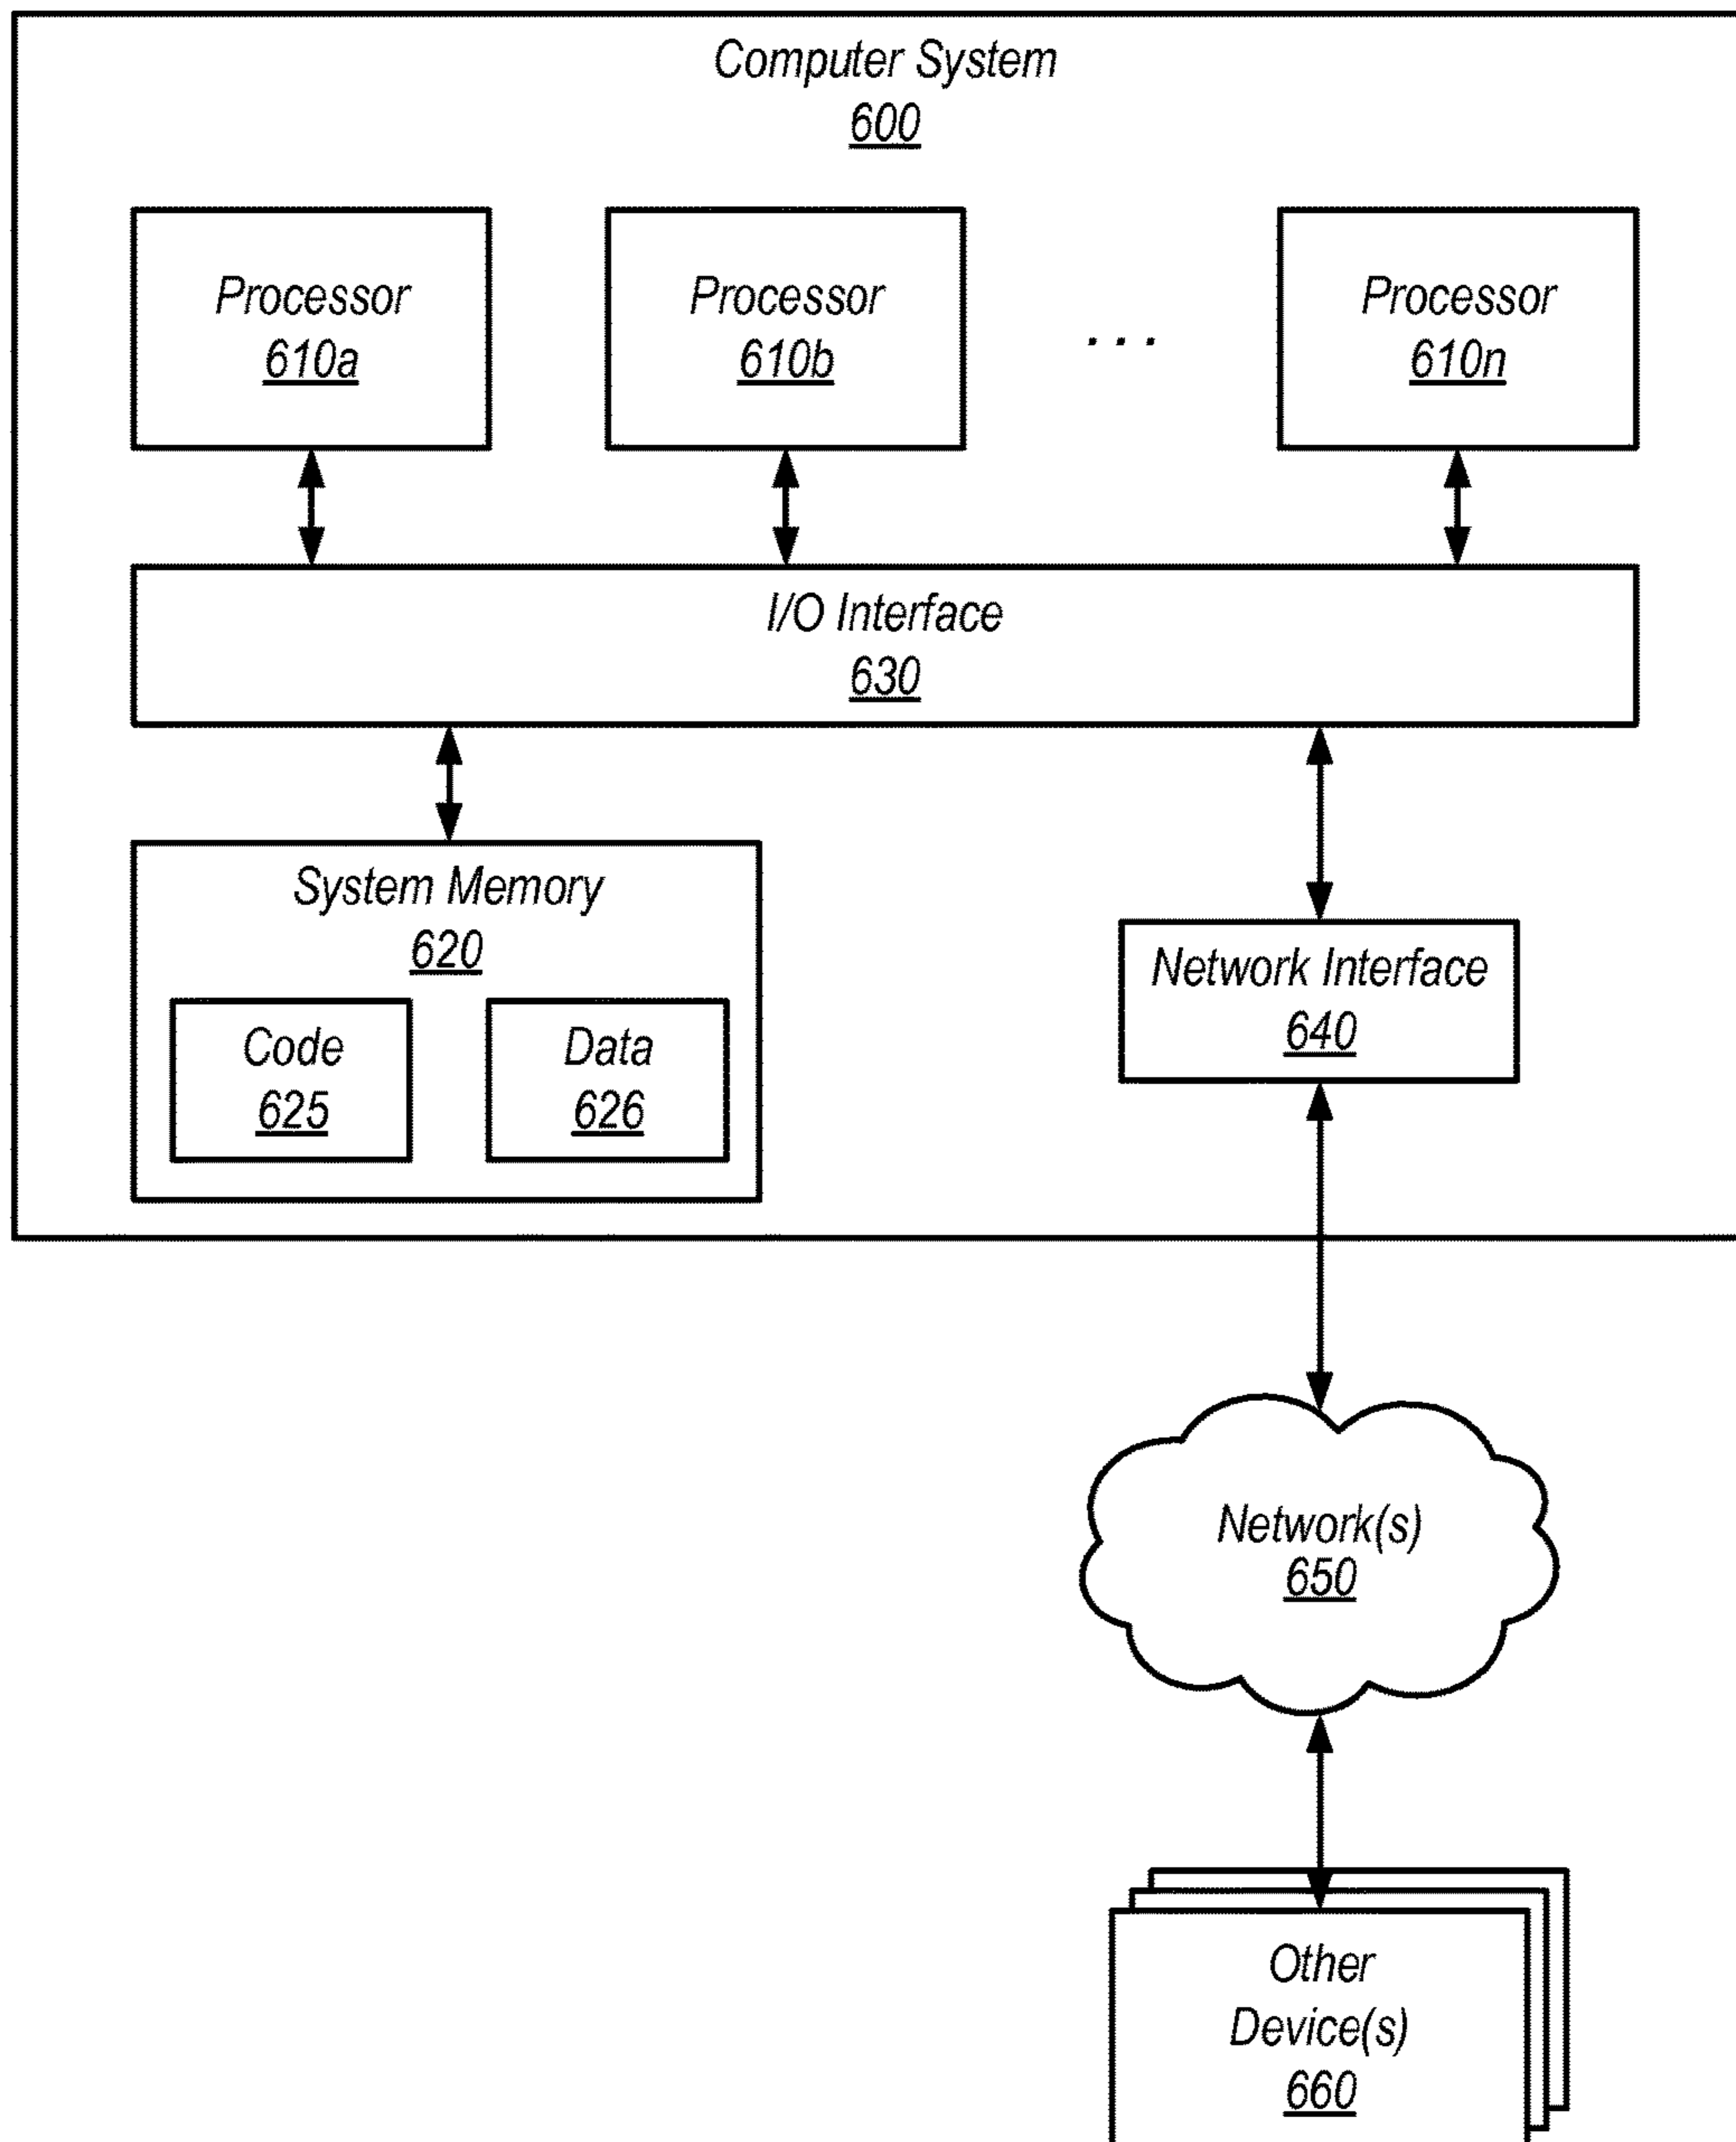 Computer System
600
Processor
610a
Processor
610b
. . .
Processor
610n
I/O Interface
630
System Memory
620
Code
625
Data
626
Network Interface
640
Network(s)
650
Other
Device(s)
660